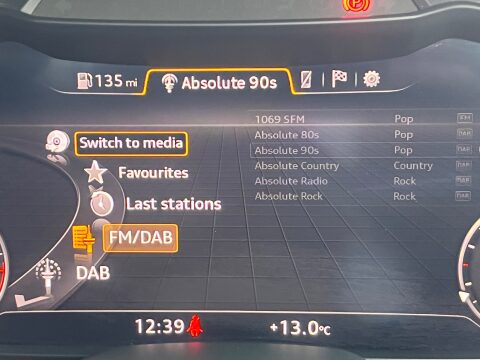 135 mi Absolute 90s
Switch to media
Favourites
Last stations
FM/DAB
DAB
1069 SFM Pop FM
Absolute 80s Pop DAB
Absolute 90s Pop DAB
Absolute Country Country DAB
Absolute Radio Rock DAB
Absolute Rock Rock DAB
12:39 +13.0°C